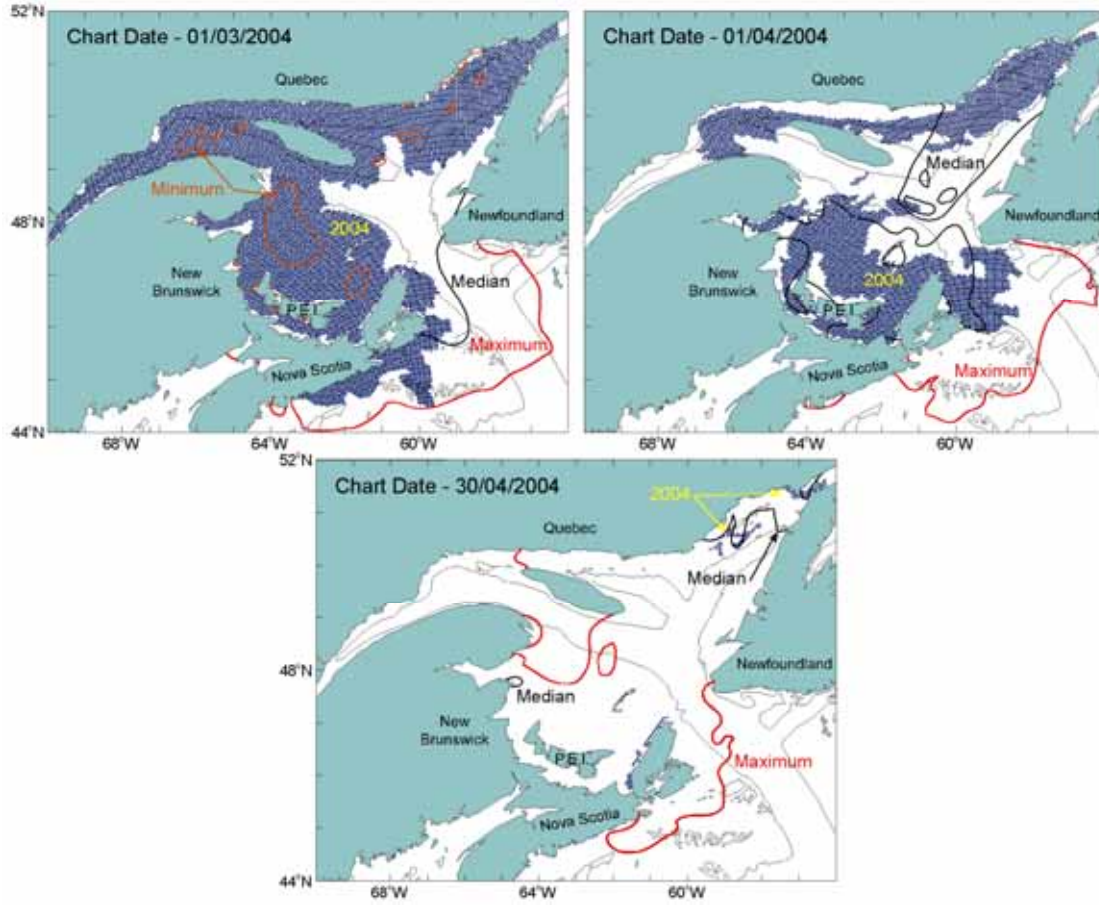 52°N
Chart Date - 01/03/2004
Quebec
Minimum
48°N
2004
Newfoundland
New
Brunswick
Median
P E I
Maximum
Nova Scotia
44°N
68°W
64°W
60°W
Chart Date - 01/04/2004
Quebec
Median
Newfoundland
New
Brunswick
2004
P E I
Maximum
Nova Scotia
68°W
64°W
60°W
52°N
Chart Date - 30/04/2004
2004
Quebec
Median
48°N
Newfoundland
Median
New
Brunswick
P E I
Maximum
Nova Scotia
44°N
68°W
64°W
60°W